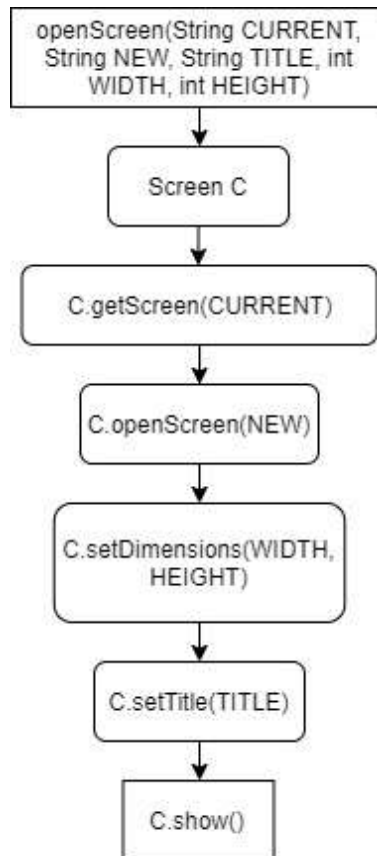 openScreen(String CURRENT,
String NEW, String TITLE, int
WIDTH, int HEIGHT)
Screen C
C.getScreen(CURRENT)
C.openScreen(NEW)
C.setDimensions(WIDTH,
HEIGHT)
C.setTitle(TITLE)
C.show()